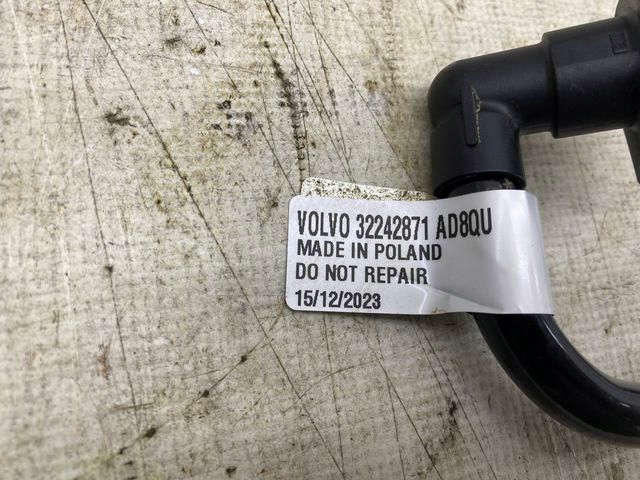 VOLVO 32242871 AD8QU
MADE IN POLAND
DO NOT REPAIR
15/12/2023